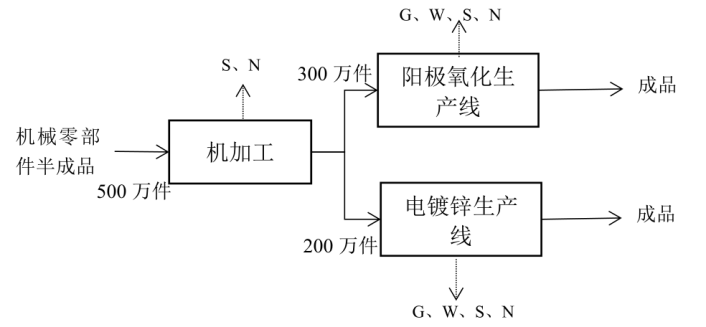 G、W、S、N
S、N
300 万件
阳极氧化生
产线
成品
机械零部
件半成品
机加工
500 万件
电镀锌生产
线
成品
200 万件
G、W、S、N